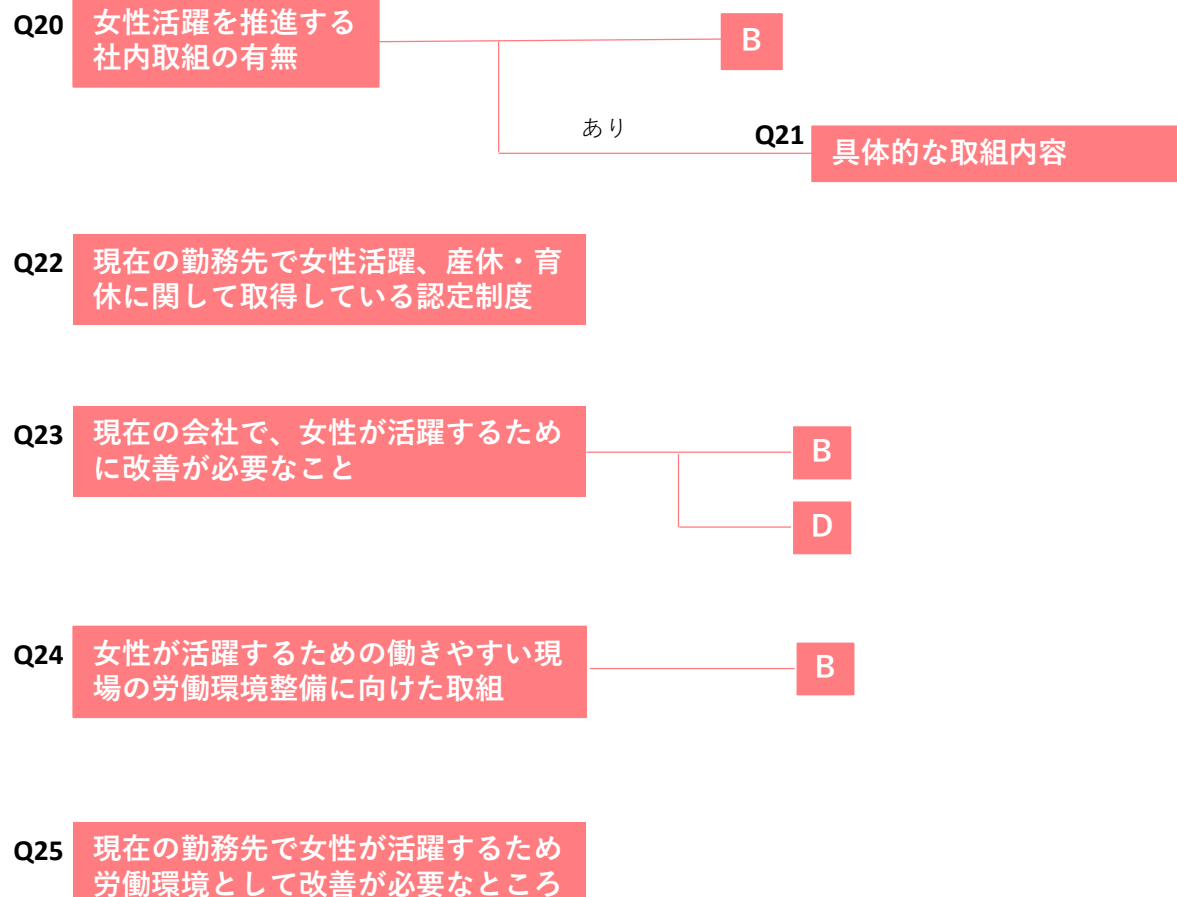 Q20
女性活躍を推進する
社内取組の有無
B
あり
Q21
具体的な取組内容
Q22
現在の勤務先で女性活躍、産休・育
休に関して取得している認定制度
Q23
現在の会社で、女性が活躍するため
に改善が必要なこと
B
D
Q24
女性が活躍するための働きやすい現
場の労働環境整備に向けた取組
B
Q25
現在の勤務先で女性が活躍するため
労働環境として改善が必要なところ